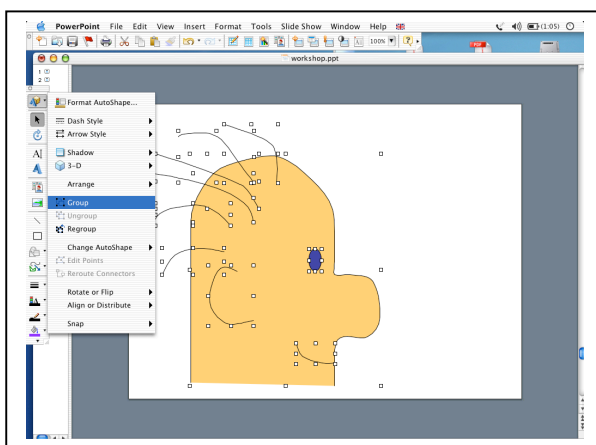 PowerPoint File Edit View Insert Format Tools Slide Show Window Help (1:05)
100%
workshop.ppt
1
2
Format AutoShape...
Dash Style
Arrow Style
Shadow
3-D
Arrange
Group
Ungroup
Regroup
Change AutoShape
Edit Points
Reroute Connectors
Rotate or Flip
Align or Distribute
Snap